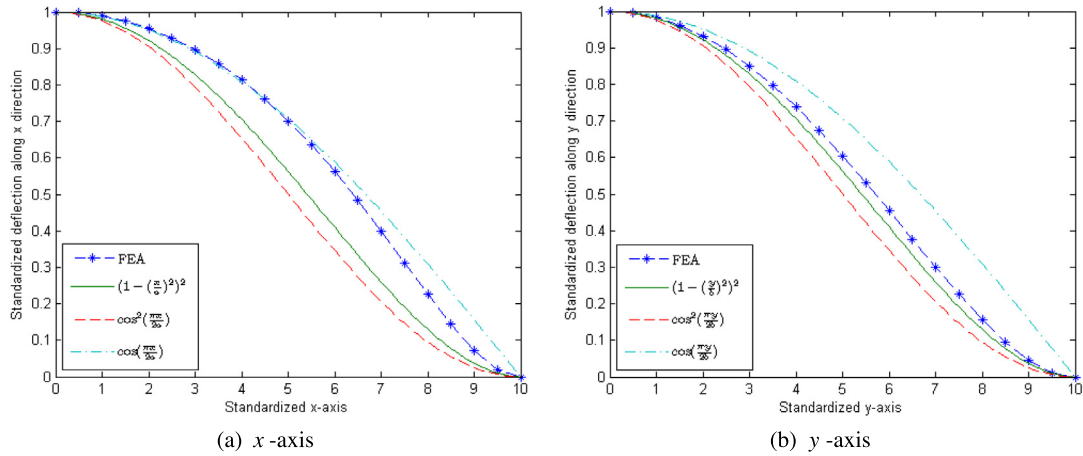 Standardized deflection along x direction
1
0.9
0.8
0.7
0.6
0.5
0.4
0.3
0.2
0.1
0
FEA
(1 − (x/a)²)²
cos²(πx/2a)
cos(πx/2a)
0 1 2 3 4 5 6 7 8 9 10
Standardized x-axis
(a) x -axis
Standardized deflection along y direction
1
0.9
0.8
0.7
0.6
0.5
0.4
0.3
0.2
0.1
0
FEA
(1 − (y/b)²)²
cos²(πy/2b)
cos(πy/2b)
0 1 2 3 4 5 6 7 8 9 10
Standardized y-axis
(b) y -axis